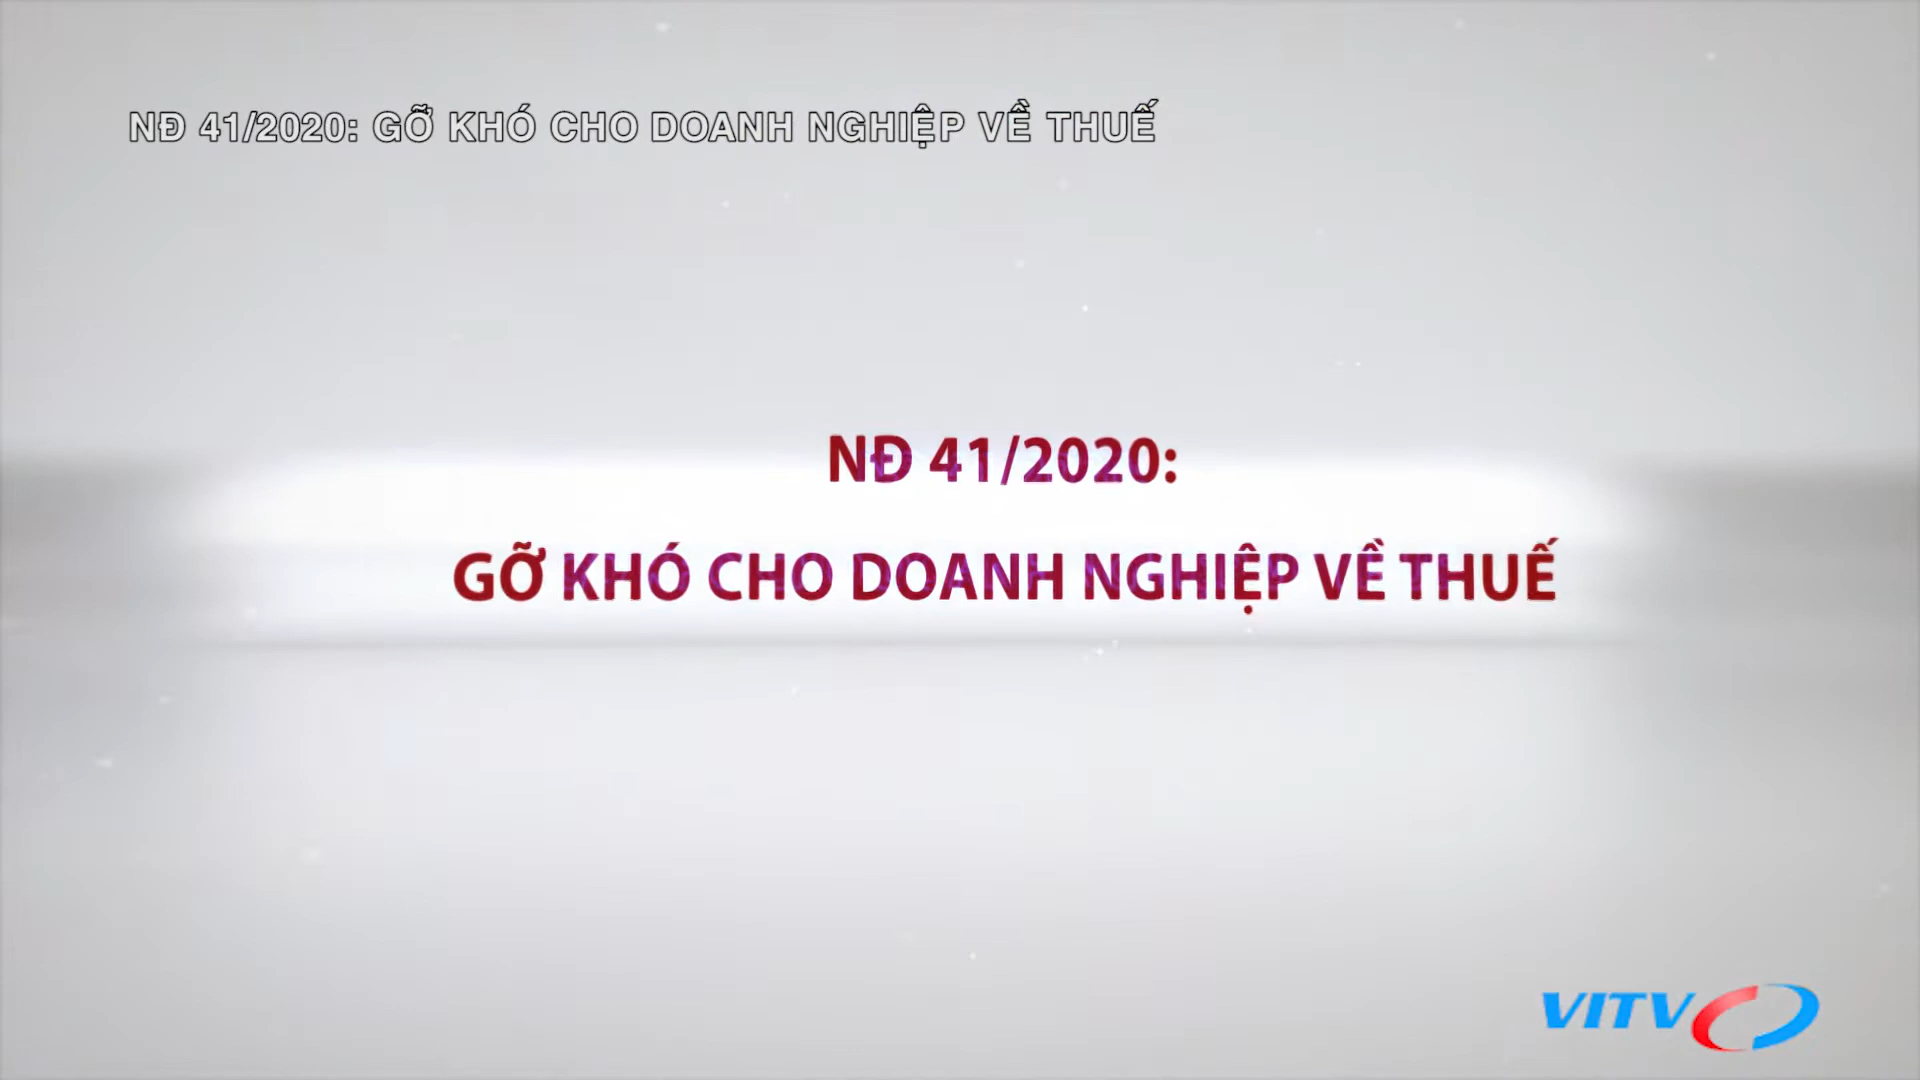 NĐ 41/2020: GỠ KHÓ CHO DOANH NGHIỆP VỀ THUẾ
NĐ 41/2020:
GỠ KHÓ CHO DOANH NGHIỆP VỀ THUẾ
VITV